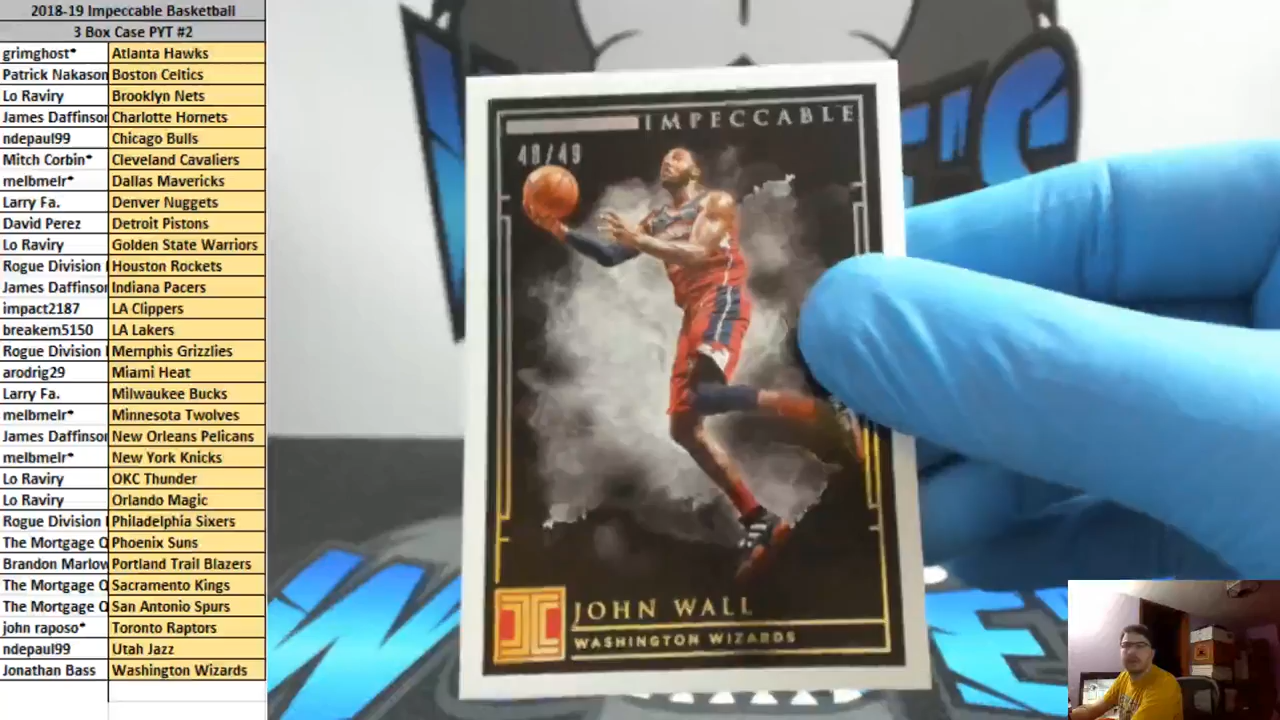 2018-19 Impeccable Basketball
3 Box Case PYT #2
grimghost* Atlanta Hawks
Patrick Nakason Boston Celtics
Lo Raviry Brooklyn Nets
James Daffinson Charlotte Hornets
ndepaul99 Chicago Bulls
Mitch Corbin* Cleveland Cavaliers
melbmelr* Dallas Mavericks
Larry Fa. Denver Nuggets
David Perez Detroit Pistons
Lo Raviry Golden State Warriors
Rogue Division Houston Rockets
James Daffinson Indiana Pacers
impact2187 LA Clippers
breakem5150 LA Lakers
Rogue Division Memphis Grizzlies
arodrig29 Miami Heat
Larry Fa. Milwaukee Bucks
melbmelr* Minnesota Twolves
James Daffinson New Orleans Pelicans
melbmelr* New York Knicks
Lo Raviry OKC Thunder
Lo Raviry Orlando Magic
Rogue Division Philadelphia Sixers
The Mortgage Q Phoenix Suns
Brandon Marlow Portland Trail Blazers
The Mortgage Q Sacramento Kings
The Mortgage Q San Antonio Spurs
john raposo* Toronto Raptors
ndepaul99 Utah Jazz
Jonathan Bass Washington Wizards
IMPECCABLE
48/49
JOHN WALL
WASHINGTON WIZARDS